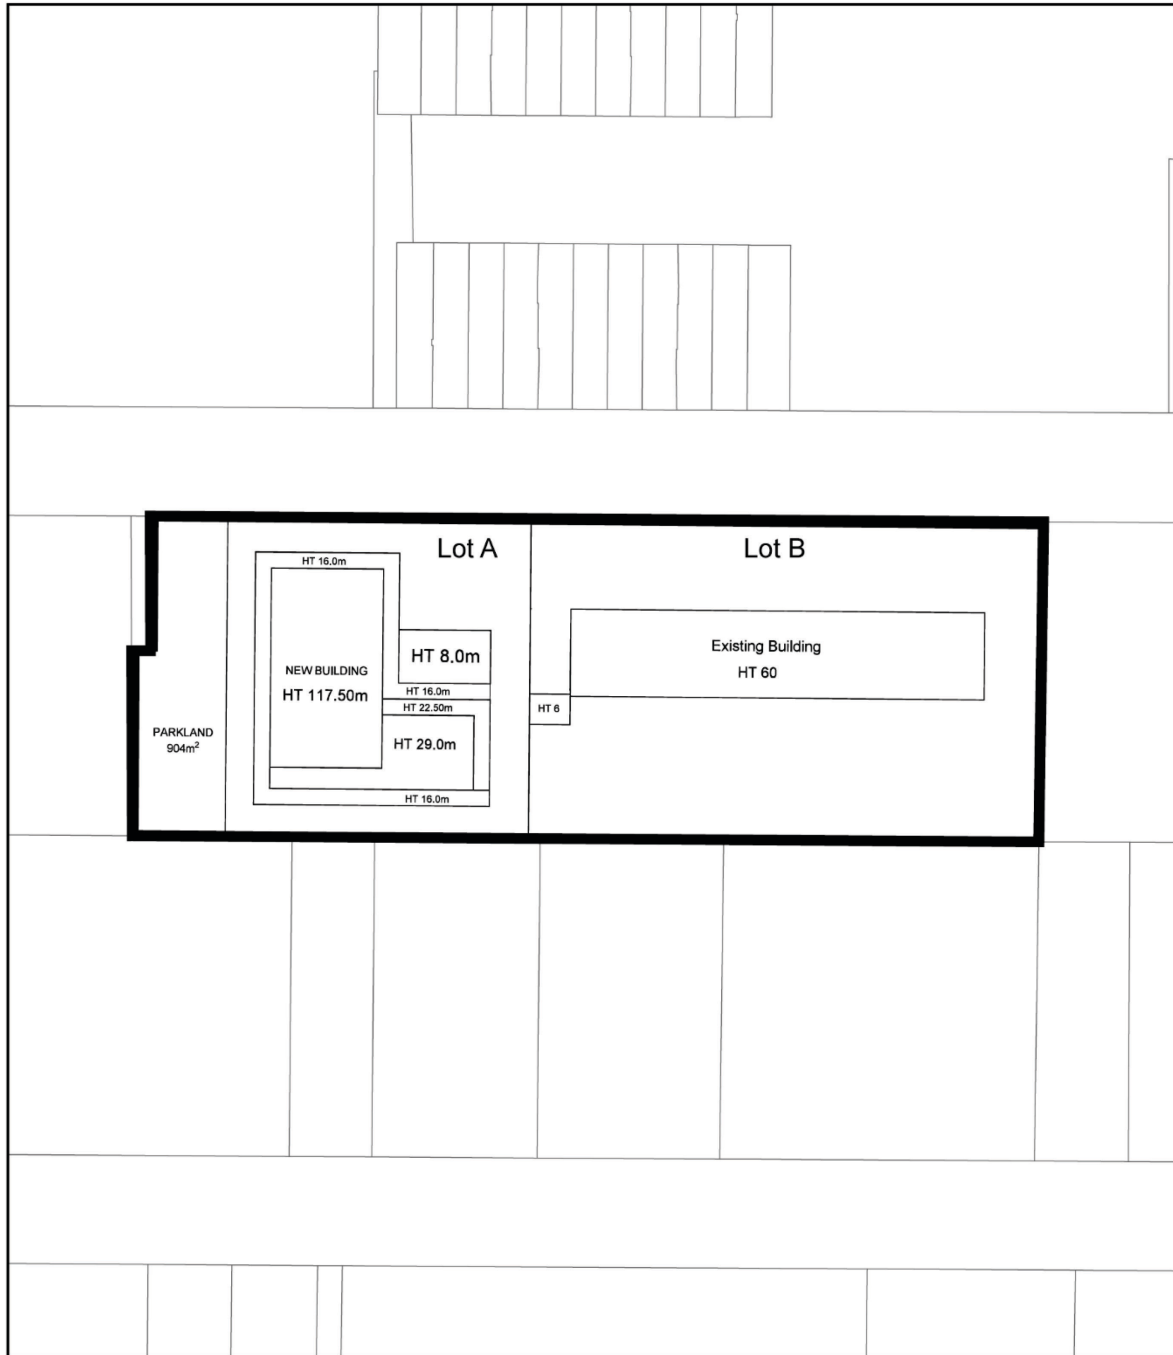 Lot A
Lot B
HT 16.0m
Existing Building
HT 60
HT 8.0m
NEW BUILDING
HT 117.50m
HT 16.0m
HT 22.50m
HT 6
PARKLAND
904m²
HT 29.0m
HT 16.0m